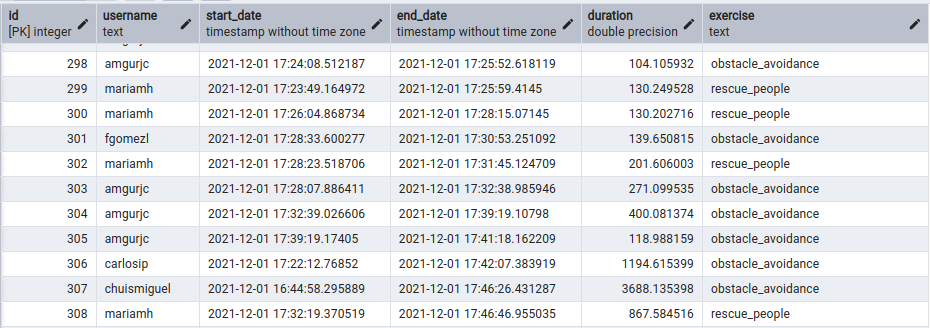 id username start_date end_date duration exercise
[PK] integer text timestamp without time zone timestamp without time zone double precision text
298 amgurjc 2021-12-01 17:24:08.512187 2021-12-01 17:25:52.618119 104.105932 obstacle_avoidance
299 mariamh 2021-12-01 17:23:49.164972 2021-12-01 17:25:59.4145 130.249528 rescue_people
300 mariamh 2021-12-01 17:26:04.868734 2021-12-01 17:28:15.07145 130.202716 rescue_people
301 fgomezl 2021-12-01 17:28:33.600277 2021-12-01 17:30:53.251092 139.650815 obstacle_avoidance
302 mariamh 2021-12-01 17:28:23.518706 2021-12-01 17:31:45.124709 201.606003 rescue_people
303 amgurjc 2021-12-01 17:28:07.886411 2021-12-01 17:32:38.985946 271.099535 obstacle_avoidance
304 amgurjc 2021-12-01 17:32:39.026606 2021-12-01 17:39:19.10798 400.081374 obstacle_avoidance
305 amgurjc 2021-12-01 17:39:19.17405 2021-12-01 17:41:18.162209 118.988159 obstacle_avoidance
306 carlosip 2021-12-01 17:22:12.76852 2021-12-01 17:42:07.383919 1194.615399 obstacle_avoidance
307 chuismiguel 2021-12-01 16:44:58.295889 2021-12-01 17:46:26.431287 3688.135398 obstacle_avoidance
308 mariamh 2021-12-01 17:32:19.370519 2021-12-01 17:46:46.955035 867.584516 rescue_people